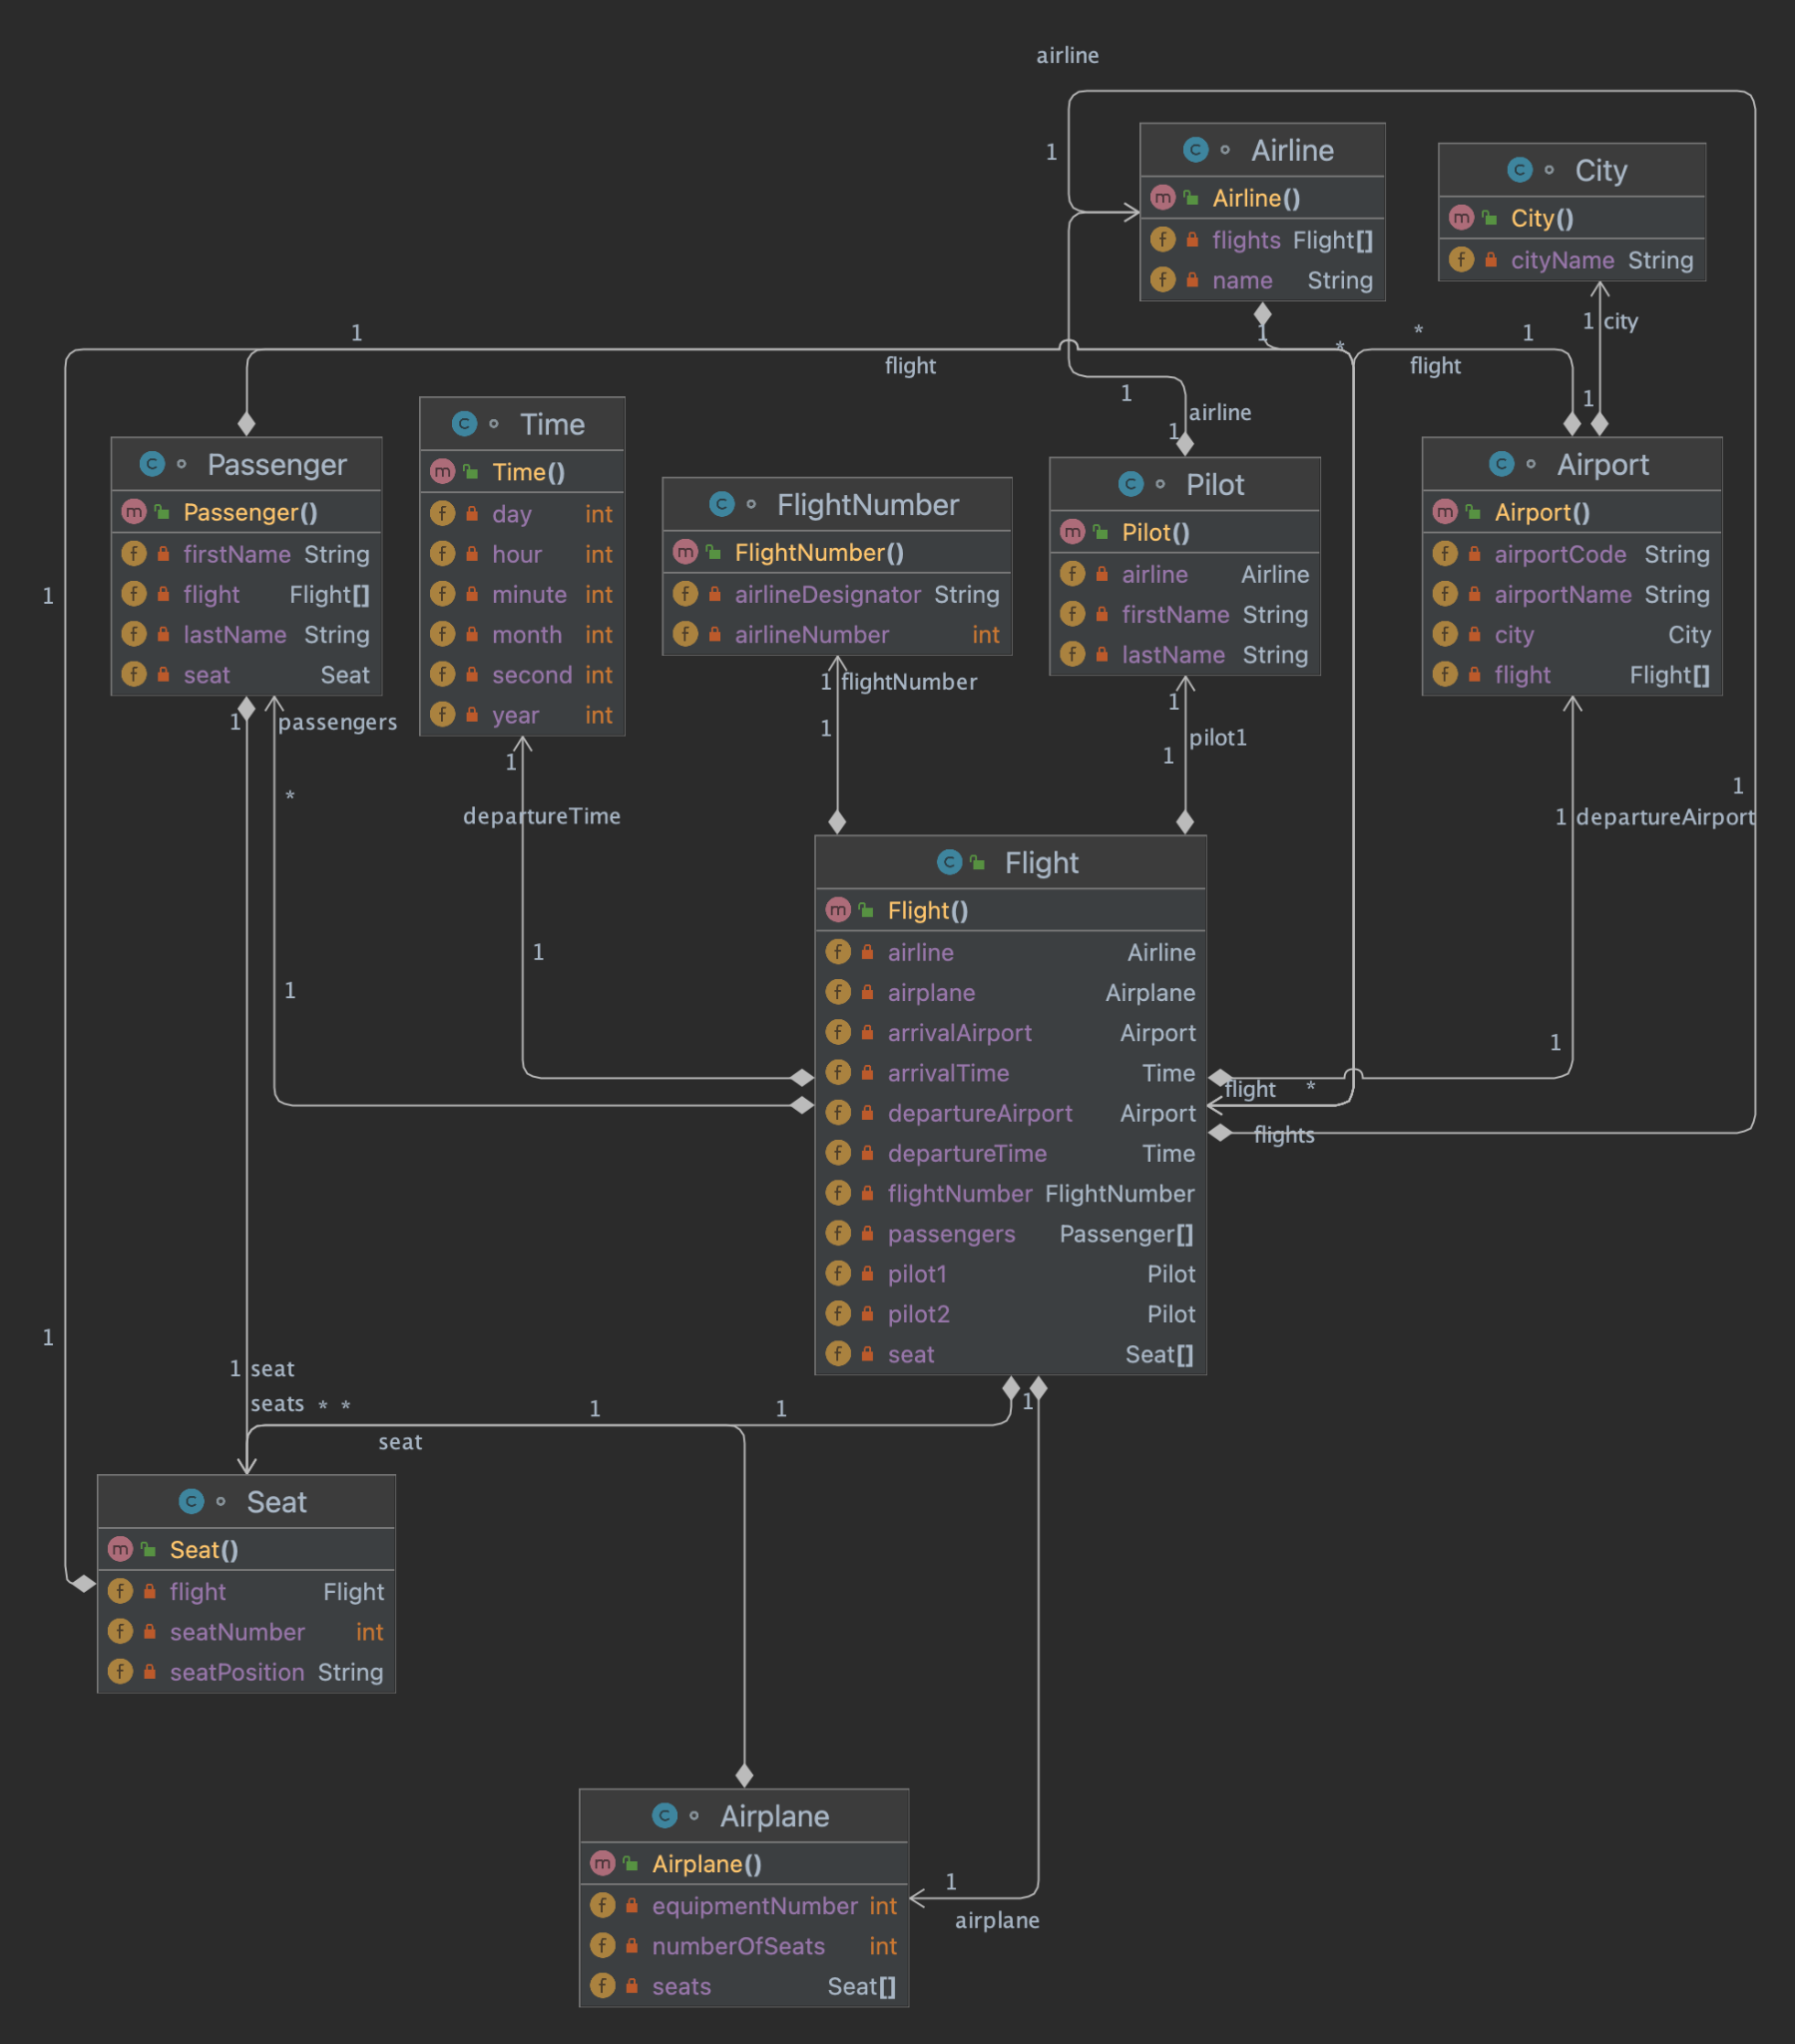 airline
1
Airline
Airline()
flights Flight[]
name String
City
City()
cityName String
1 city
1
1
flight
1
*
*
1
flight
1
1
airline
1
Passenger
Passenger()
firstName String
flight Flight[]
lastName String
seat Seat
Time
Time()
day int
hour int
minute int
month int
second int
year int
FlightNumber
FlightNumber()
airlineDesignator String
airlineNumber int
Pilot
Pilot()
airline Airline
firstName String
lastName String
Airport
Airport()
airportCode String
airportName String
city City
flight Flight[]
1
1 passengers
*
1
1
departureTime
1
1 flightNumber
1
1
pilot1
1
1
1 departureAirport
1
Flight
Flight()
airline Airline
airplane Airplane
arrivalAirport Airport
arrivalTime Time
departureAirport Airport
departureTime Time
flightNumber FlightNumber
passengers Passenger[]
pilot1 Pilot
pilot2 Pilot
seat Seat[]
flight *
flights
1
1 seat
seats * *
1
1
1
seat
Seat
Seat()
flight Flight
seatNumber int
seatPosition String
Airplane
Airplane()
equipmentNumber int
numberOfSeats int
seats Seat[]
1
airplane